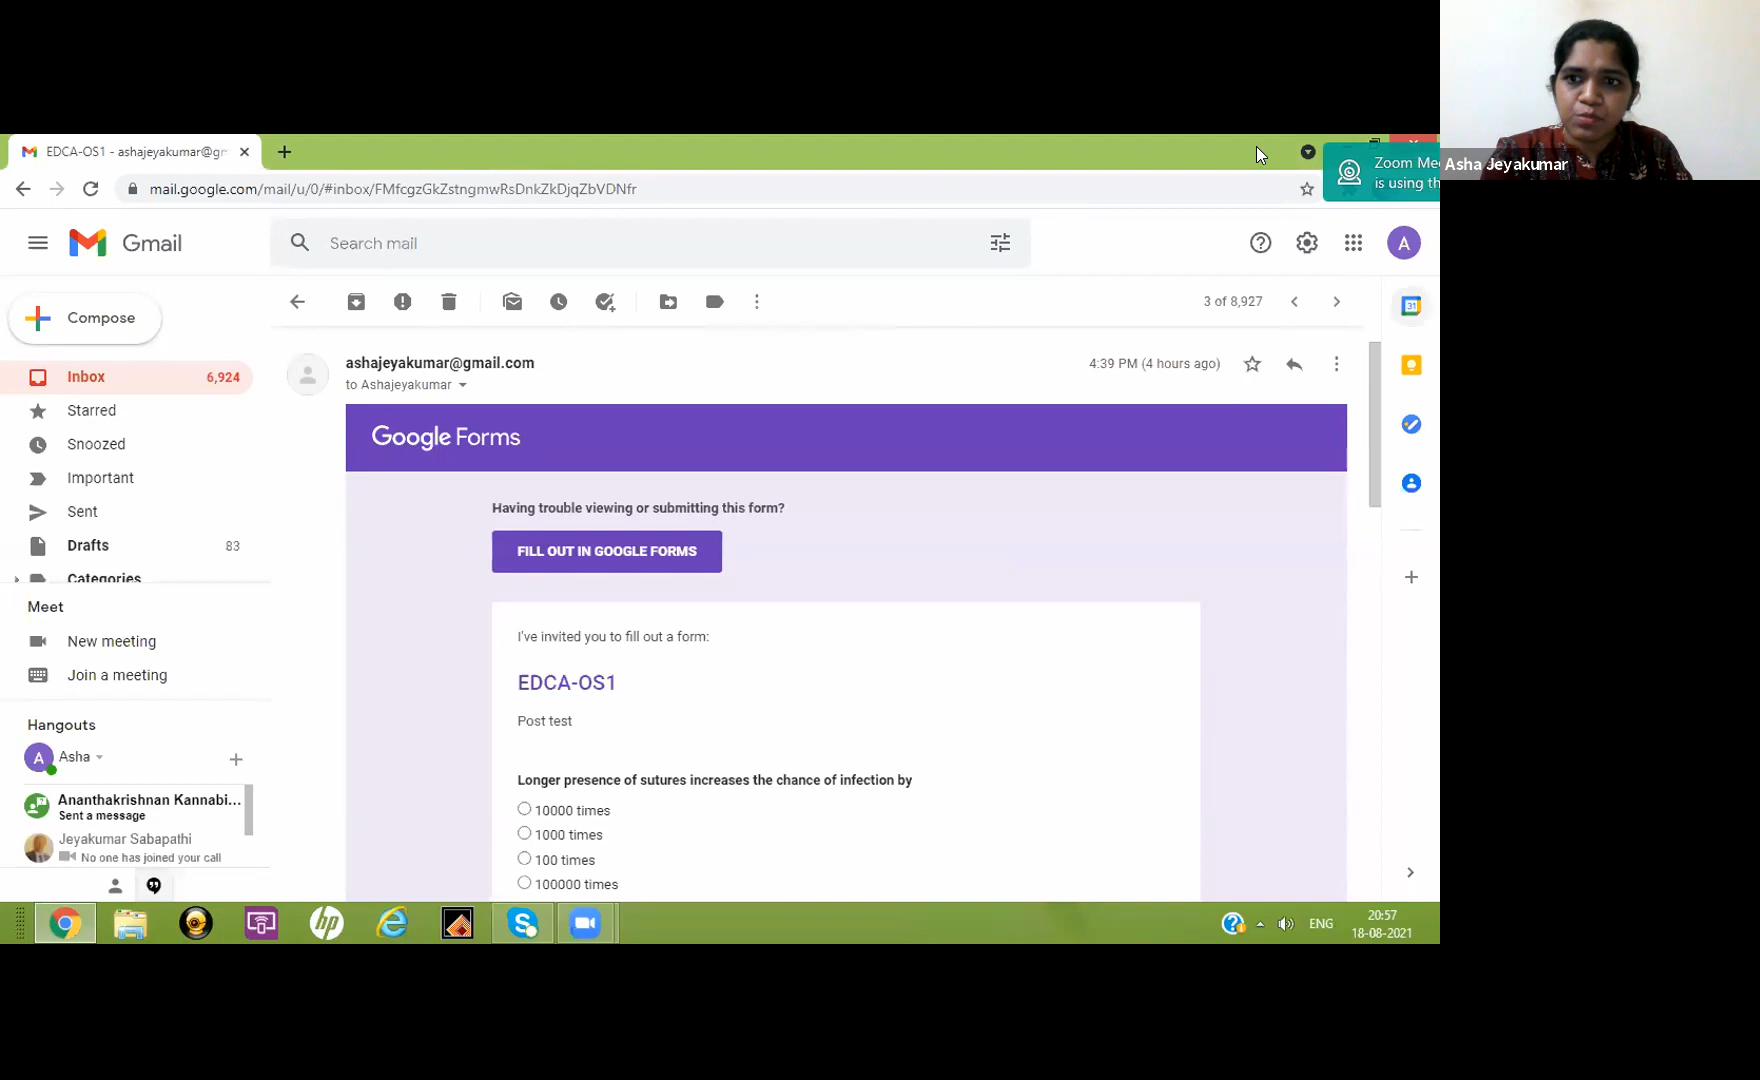 EDCA-OS1 - ashajeyakumar@gr
mail.google.com/mail/u/0/#inbox/FMfcgzGkZstngmwRsDnkZkDjqZbVDNfr
Zoom Me
is using th
Asha Jeyakumar
Gmail
Search mail
A
Compose
3 of 8,927
31
Inbox 6,924
Starred
Snoozed
Important
Sent
Drafts 83
Categories
Meet
New meeting
Join a meeting
Hangouts
A Asha
Ananthakrishnan Kannabi...
Sent a message
Jeyakumar Sabapathi
No one has joined your call
ashajeyakumar@gmail.com
4:39 PM (4 hours ago)
to Ashajeyakumar
Google Forms
Having trouble viewing or submitting this form?
FILL OUT IN GOOGLE FORMS
I've invited you to fill out a form:
EDCA-OS1
Post test
Longer presence of sutures increases the chance of infection by
10000 times
1000 times
100 times
100000 times
hp
ENG
20:57
18-08-2021